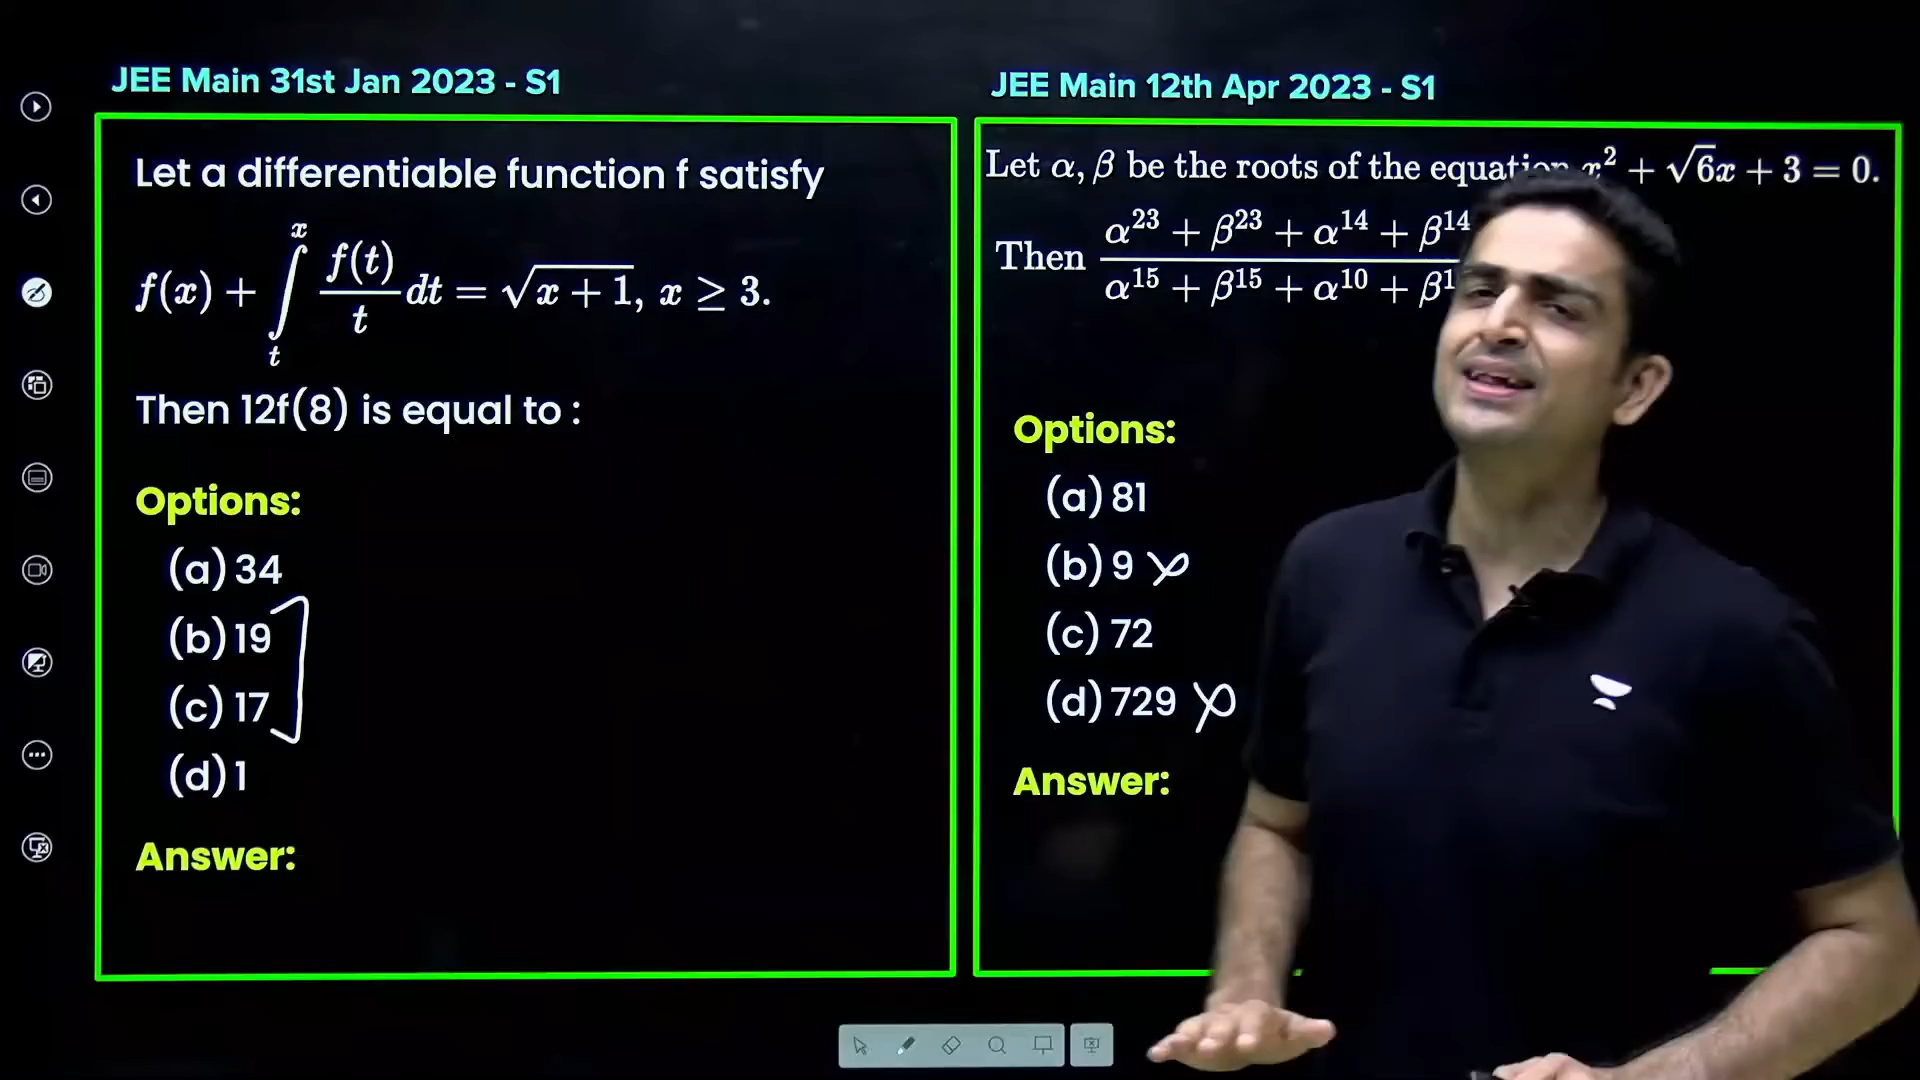 JEE Main 31st Jan 2023 - S1
Let a differentiable function f satisfy
f(x) + ∫_t^x f(t)/t dt = √(x + 1), x ≥ 3.
Then 12f(8) is equal to :
Options:
(a) 34
(b) 19
(c) 17
(d) 1
Answer:
JEE Main 12th Apr 2023 - S1
Let α, β be the roots of the equation x² + √6x + 3 = 0.
Then (α²³ + β²³ + α¹⁴ + β¹⁴)/(α¹⁵ + β¹⁵ + α¹⁰ + β
Options:
(a) 81
(b) 9
(c) 72
(d) 729
Answer: